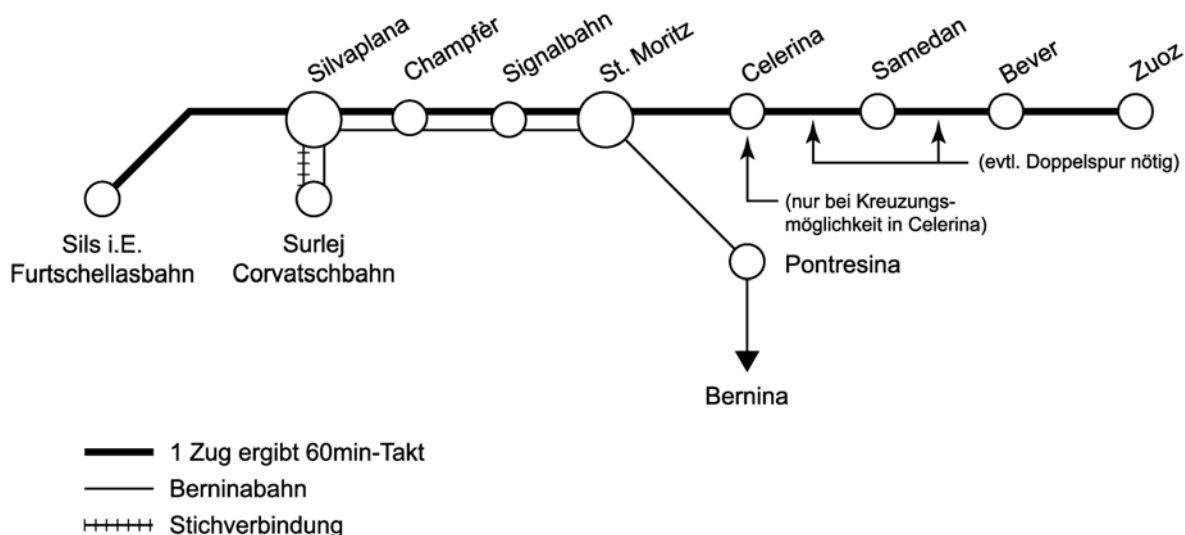 Silvaplana
Champfèr
Signalbahn
St. Moritz
Celerina
Samedan
Bever
Zuoz
(evtl. Doppelspur nötig)
(nur bei Kreuzungs-
möglichkeit in Celerina)
Sils i.E.
Furtschellasbahn
Surlej
Corvatschbahn
Pontresina
Bernina
1 Zug ergibt 60min-Takt
Berninabahn
Stichverbindung